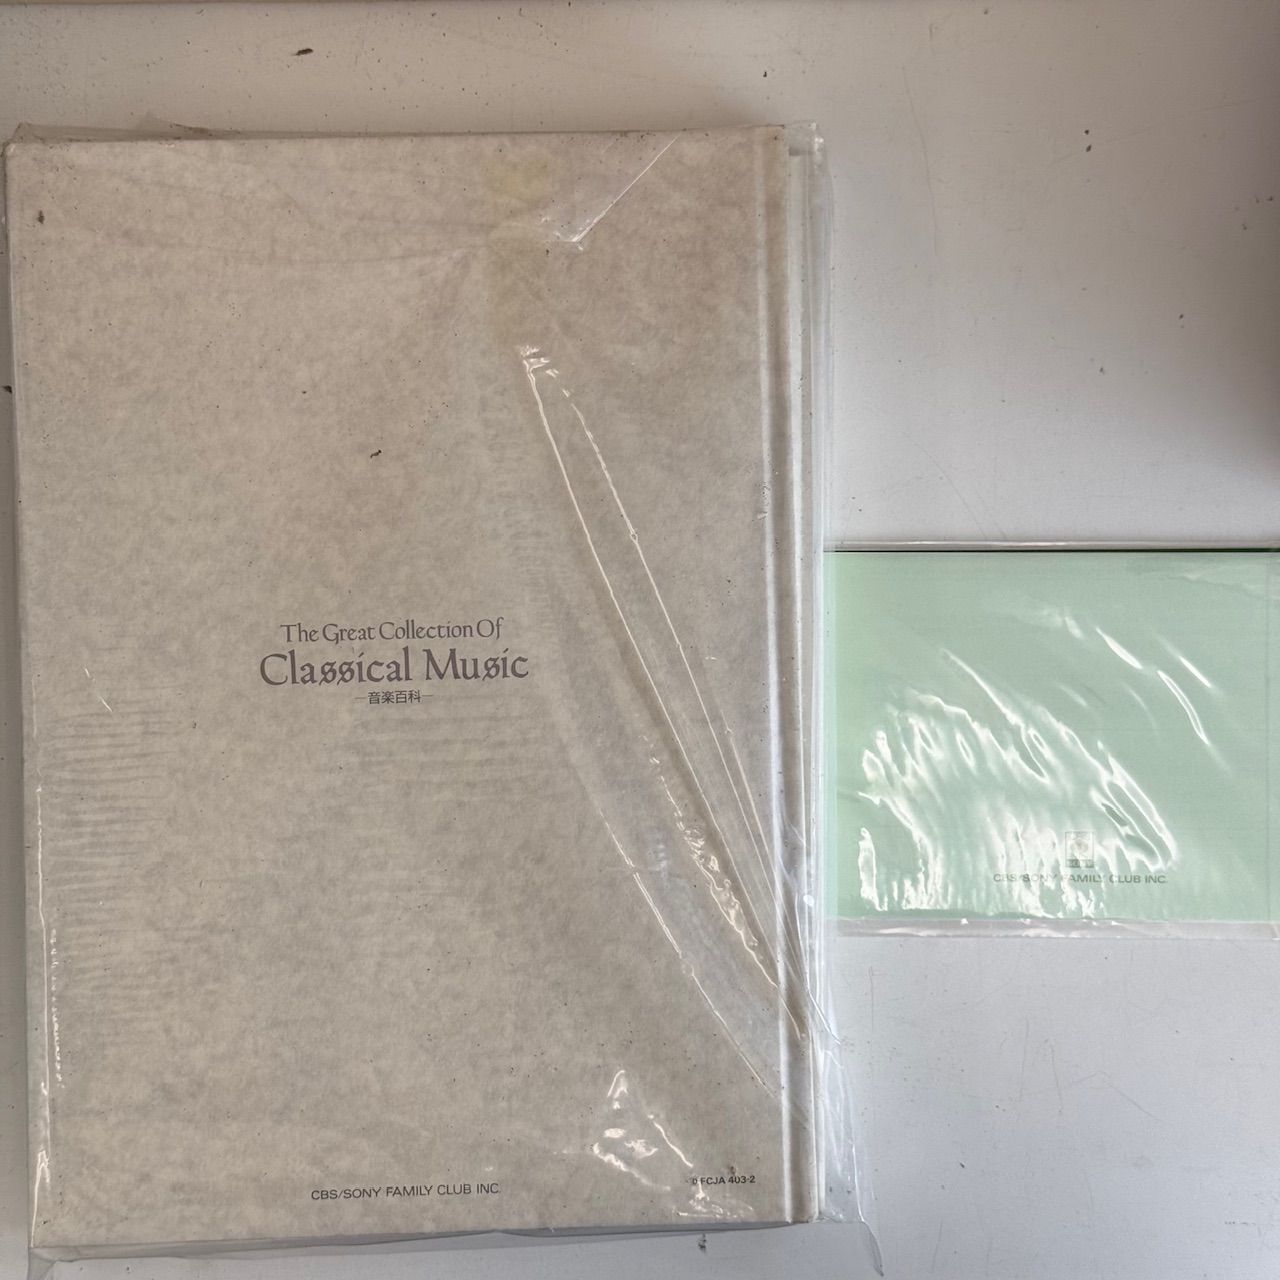 The Great Collection Of
Classical Music
—音楽百科—
CBS/SONY FAMILY CLUB INC.
FCJA 403-2
CBS/SONY FAMILY CLUB INC.